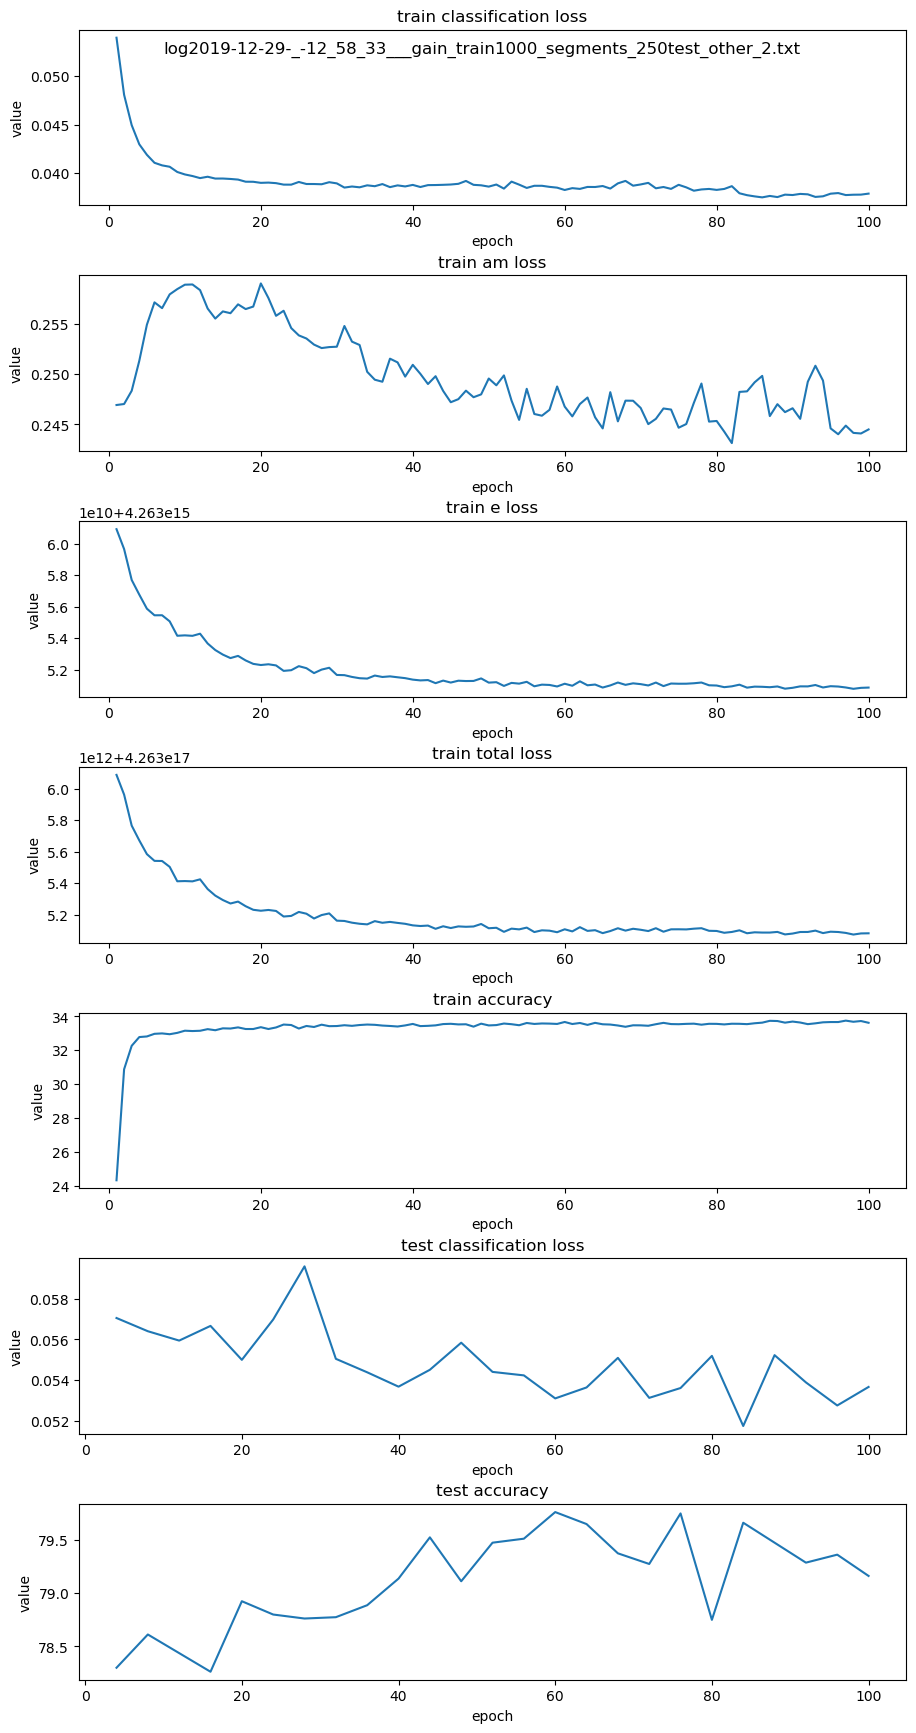 train classification loss
log2019-12-29-_-12_58_33___gain_train1000_segments_250test_other_2.txt
0.050
0.045
0.040
value
0 20 40 60 80 100
epoch
train am loss
0.255
0.250
0.245
value
0 20 40 60 80 100
epoch
train e loss
1e10+4.263e15
6.0
5.8
5.6
5.4
5.2
value
0 20 40 60 80 100
epoch
train total loss
1e12+4.263e17
6.0
5.8
5.6
5.4
5.2
value
0 20 40 60 80 100
epoch
train accuracy
34
32
30
28
26
24
value
0 20 40 60 80 100
epoch
test classification loss
0.058
0.056
0.054
0.052
value
0 20 40 60 80 100
epoch
test accuracy
79.5
79.0
78.5
value
0 20 40 60 80 100
epoch